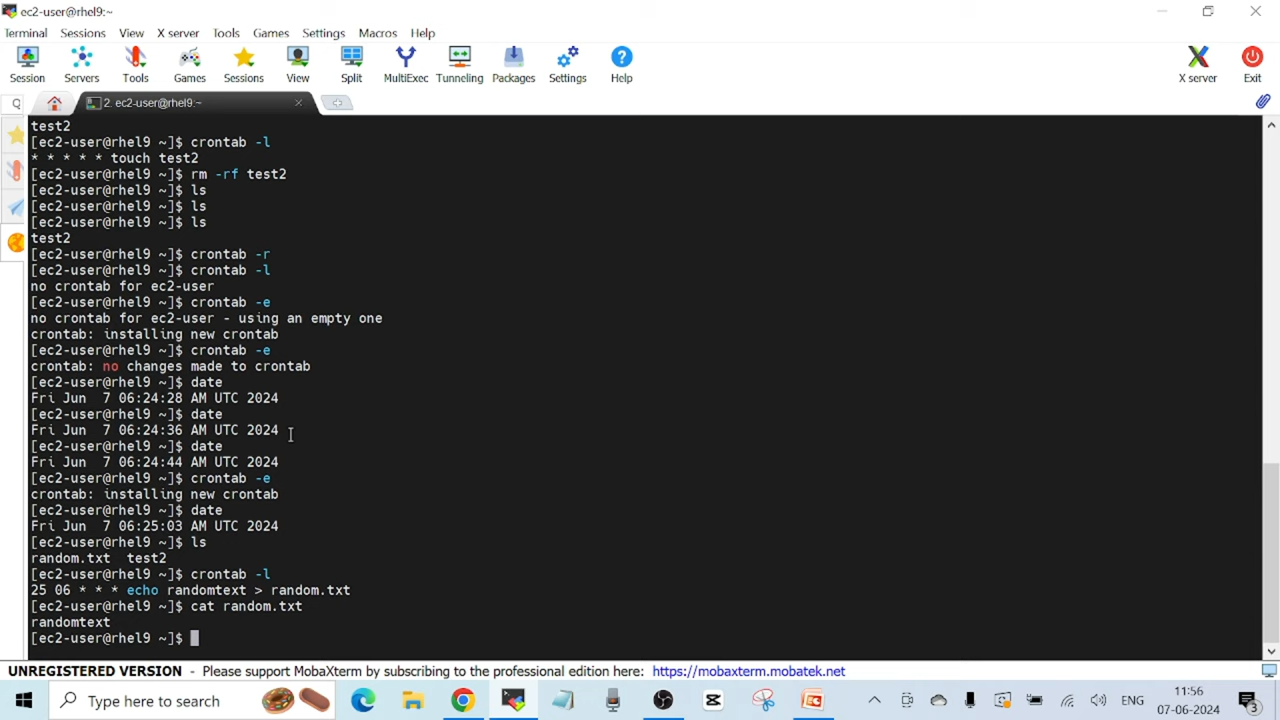 ec2-user@rhel9:~
Terminal Sessions View X server Tools Games Settings Macros Help
Session Servers Tools Games Sessions View Split MultiExec Tunneling Packages Settings Help X server Exit
2. ec2-user@rhel9:~
test2
[ec2-user@rhel9 ~]$ crontab -l
* * * * * touch test2
[ec2-user@rhel9 ~]$ rm -rf test2
[ec2-user@rhel9 ~]$ ls
[ec2-user@rhel9 ~]$ ls
[ec2-user@rhel9 ~]$ ls
test2
[ec2-user@rhel9 ~]$ crontab -r
[ec2-user@rhel9 ~]$ crontab -l
no crontab for ec2-user
[ec2-user@rhel9 ~]$ crontab -e
no crontab for ec2-user - using an empty one
crontab: installing new crontab
[ec2-user@rhel9 ~]$ crontab -e
crontab: no changes made to crontab
[ec2-user@rhel9 ~]$ date
Fri Jun  7 06:24:28 AM UTC 2024
[ec2-user@rhel9 ~]$ date
Fri Jun  7 06:24:36 AM UTC 2024
[ec2-user@rhel9 ~]$ date
Fri Jun  7 06:24:44 AM UTC 2024
[ec2-user@rhel9 ~]$ crontab -e
crontab: installing new crontab
[ec2-user@rhel9 ~]$ date
Fri Jun  7 06:25:03 AM UTC 2024
[ec2-user@rhel9 ~]$ ls
random.txt  test2
[ec2-user@rhel9 ~]$ crontab -l
25 06 * * * echo randomtext > random.txt
[ec2-user@rhel9 ~]$ cat random.txt
randomtext
[ec2-user@rhel9 ~]$
UNREGISTERED VERSION - Please support MobaXterm by subscribing to the professional edition here: https://mobaxterm.mobatek.net
Type here to search
ENG
11:56
07-06-2024
3